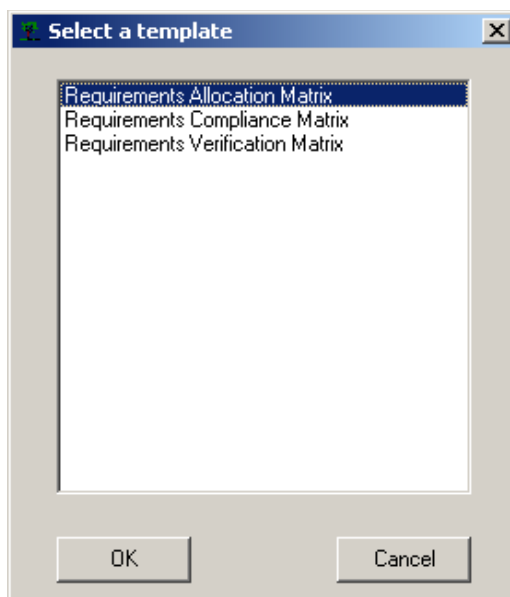 Select a template
Requirements Allocation Matrix
Requirements Compliance Matrix
Requirements Verification Matrix
OK
Cancel